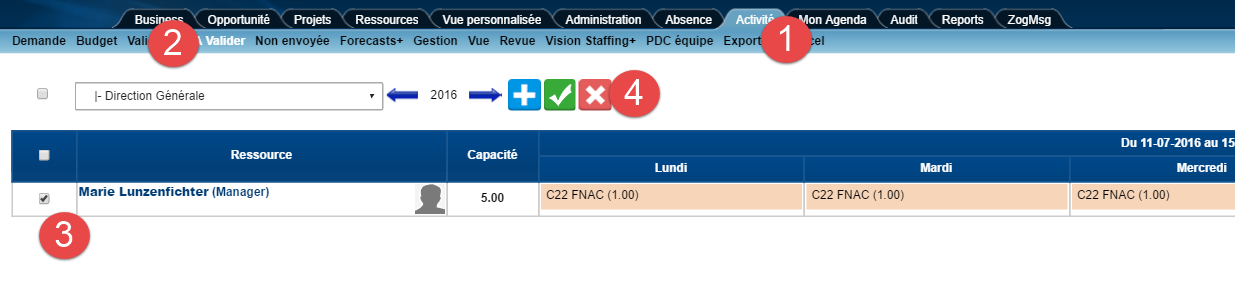 Business Opportunité Projets Ressources Vue personnalisée Administration Absence Activité Mon Agenda Audit Reports ZogMsg
Demande Budget Vali A Valider Non envoyée Forecasts+ Gestion Vue Revue Vision Staffing+ PDC équipe Export cel
2 1
|- Direction Générale 2016 4
Du 11-07-2016 au 15
Ressource Capacité
Lundi Mardi Mercredi
Marie Lunzenfichter (Manager) 5.00 C22 FNAC (1.00) C22 FNAC (1.00) C22 FNAC (1.00)
3